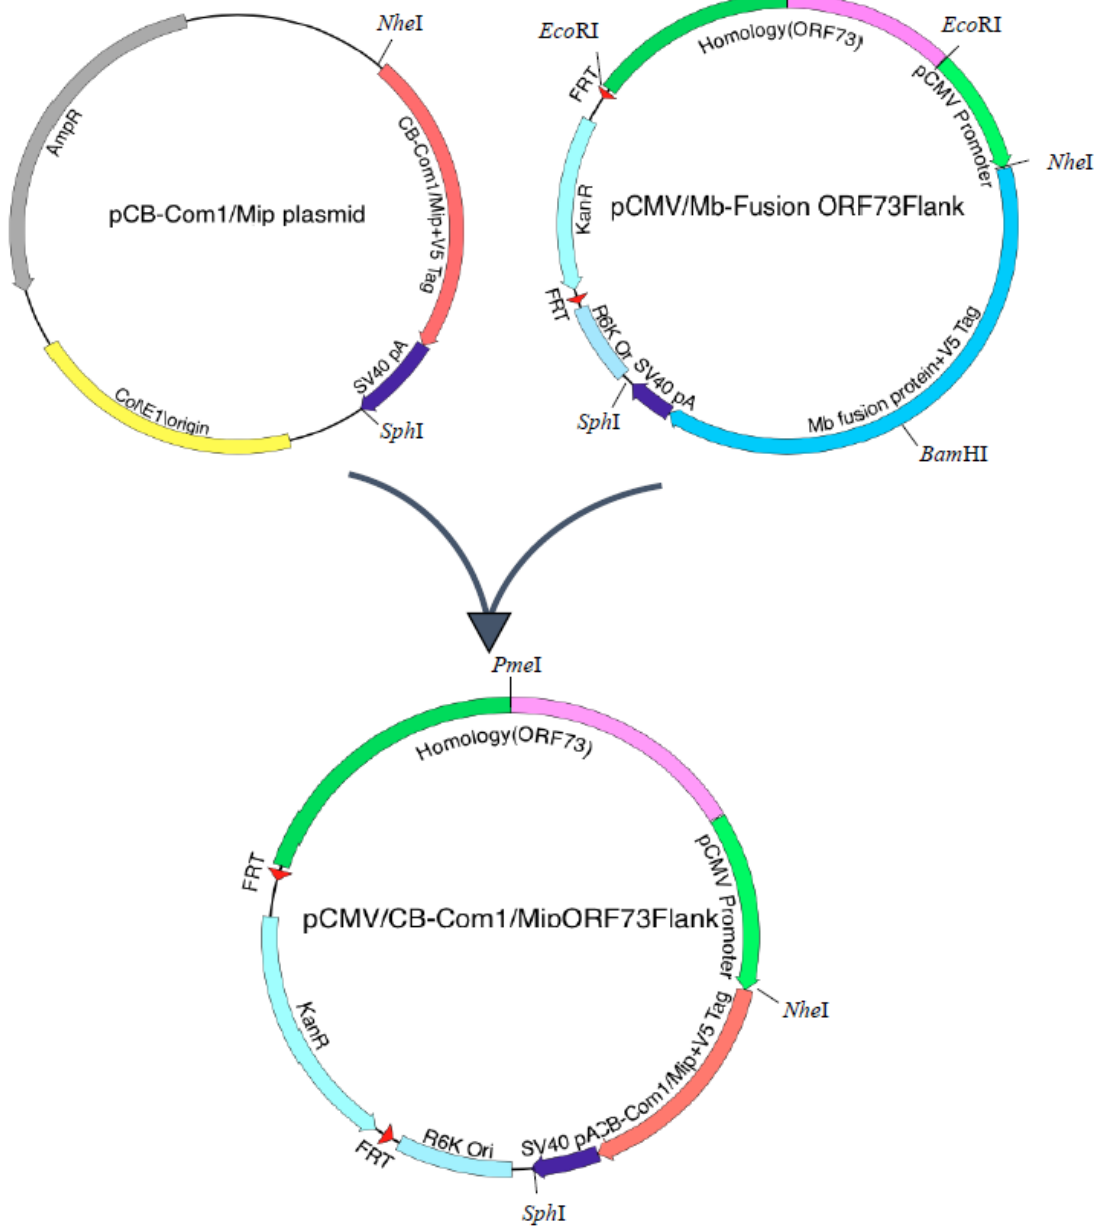 NheI
AmpR
CB-Com1/Mip+V5 Tag
pCB-Com1/Mip plasmid
SV40 pA
SphI
Col\E1\origin
EcoRI
Homology(ORF73)
EcoRI
FRT
pCMV Promoter
NheI
KanR
pCMV/Mb-Fusion ORF73Flank
FRT
R6K Or
SV40 pA
SphI
Mb fusion protein+V5 Tag
BamHI
PmeI
Homology(ORF73)
FRT
pCMV Promoter
pCMV/CB-Com1/MipORF73Flank
NheI
KanR
CB-Com1/Mip+V5 Tag
SV40 pA
R6K Ori
FRT
SphI